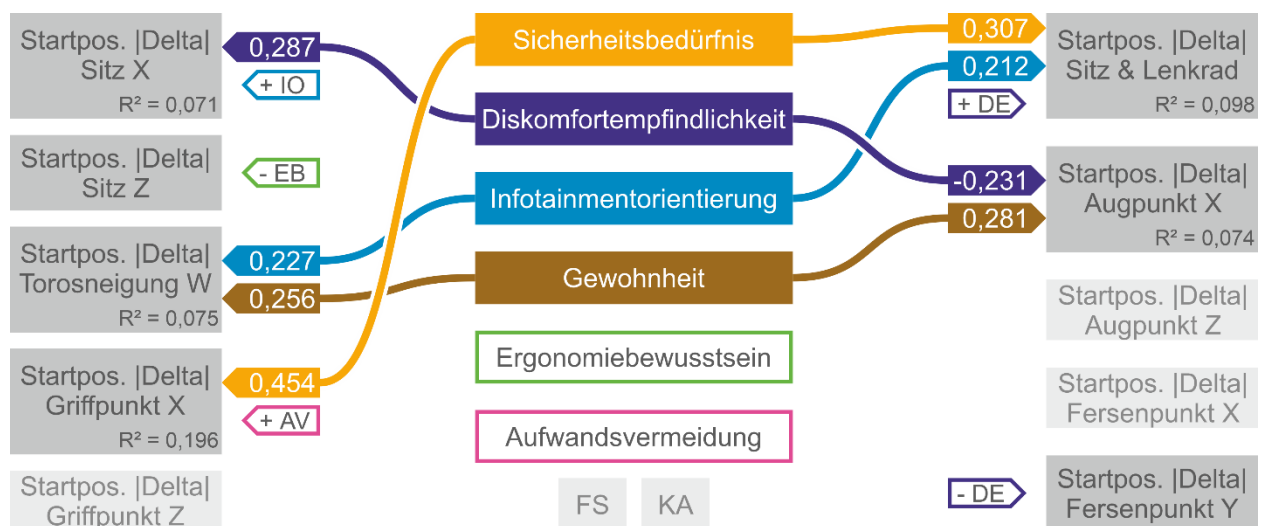 Startpos. |Delta|
Sitz X
R² = 0,071
0,287
+ IO
Startpos. |Delta|
Sitz Z
- EB
Startpos. |Delta|
Torosneigung W
R² = 0,075
0,227
0,256
Startpos. |Delta|
Griffpunkt X
R² = 0,196
0,454
+ AV
Startpos. |Delta|
Griffpunkt Z
Sicherheitsbedürfnis
Diskomfortempfindlichkeit
Infotainmentorientierung
Gewohnheit
Ergonomiebewusstsein
Aufwandsvermeidung
FS
KA
0,307
0,212
+ DE
Startpos. |Delta|
Sitz & Lenkrad
R² = 0,098
-0,231
0,281
Startpos. |Delta|
Augpunkt X
R² = 0,074
Startpos. |Delta|
Augpunkt Z
Startpos. |Delta|
Fersenpunkt X
- DE
Startpos. |Delta|
Fersenpunkt Y